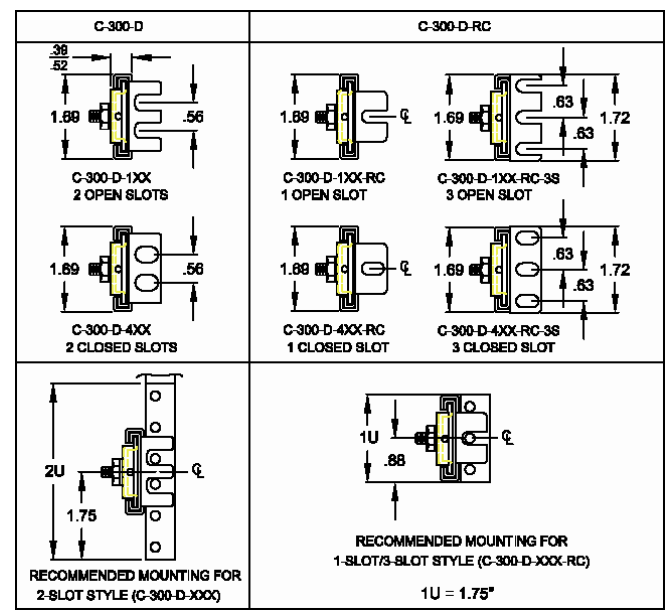 C-300-D
C-300-D-RC
.39
.52
1.69
.56
C-300-D-1XX
2 OPEN SLOTS
1.69
℄
C-300-D-1XX-RC
1 OPEN SLOT
1.69
.63
.63
1.72
C-300-D-1XX-RC-3S
3 OPEN SLOT
1.69
.56
C-300-D-4XX
2 CLOSED SLOTS
1.69
℄
C-300-D-4XX-RC
1 CLOSED SLOT
1.69
.63
.63
1.72
C-300-D-4XX-RC-3S
3 CLOSED SLOT
2U
1.75
℄
RECOMMENDED MOUNTING FOR
2-SLOT STYLE (C-300-D-XXX)
1U
.88
℄
RECOMMENDED MOUNTING FOR
1-SLOT/3-SLOT STYLE (C-300-D-XXX-RC)
1U = 1.75"